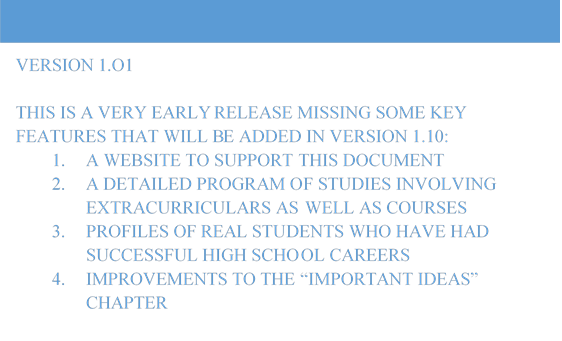 VERSION 1.O1
THIS IS A VERY EARLY RELEASE MISSING SOME KEY
FEATURES THAT WILL BE ADDED IN VERSION 1.10:
1. A WEBSITE TO SUPPORT THIS DOCUMENT
2. A DETAILED PROGRAM OF STUDIES INVOLVING
EXTRACURRICULARS AS WELL AS COURSES
3. PROFILES OF REAL STUDENTS WHO HAVE HAD
SUCCESSFUL HIGH SCHOOL CAREERS
4. IMPROVEMENTS TO THE “IMPORTANT IDEAS”
CHAPTER